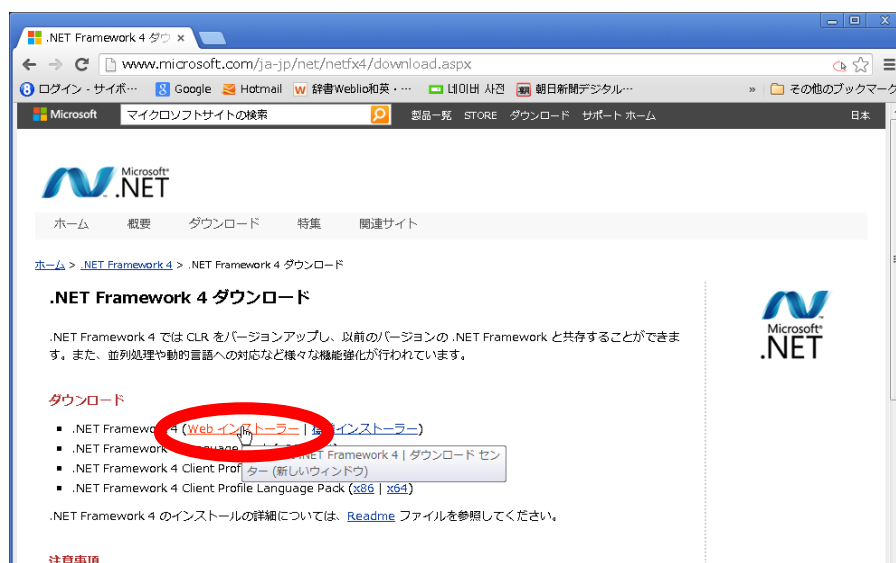 .NET Framework 4 ダウ ×
www.microsoft.com/ja-jp/net/netfx4/download.aspx
ログイン - サイボ… Google Hotmail 辞書Weblio和英・… 네이버 사전 朝日新聞デジタル… » その他のブックマーク
Microsoft マイクロソフトサイトの検索 製品一覧 STORE ダウンロード サポート ホーム 日本
Microsoft®
.NET
ホーム 概要 ダウンロード 特集 関連サイト
ホーム > .NET Framework 4 > .NET Framework 4 ダウンロード
.NET Framework 4 ダウンロード
Microsoft®
.NET
.NET Framework 4 では CLR をバージョンアップし、以前のバージョンの .NET Framework と共存することができま
す。また、並列処理や動的言語への対応など様々な機能強化が行われています。
ダウンロード
.NET Framework 4 (Web インストーラー | インストーラー)
.NET Framework
.NET Framework 4 | ダウンロード セン
ター (新しいウィンドウ)
.NET Framework 4 Client Prof
.NET Framework 4 Client Profile Language Pack (x86 | x64)
.NET Framework 4 のインストールの詳細については、Readme ファイルを参照してください。
注意事項